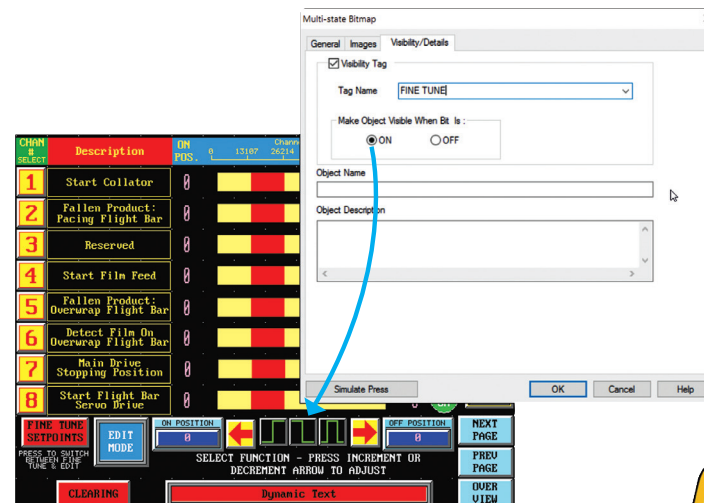 Multi-state Bitmap
General Images Visibility/Details
Visibility Tag
Tag Name FINE TUNE
Make Object Visible When Bit Is :
ON OFF
Object Name
Object Description
Simulate Press OK Cancel Help
CHAN # SELECT
Description
ON POS.
0 13107 26214
1 Start Collator 0
2 Fallen Product: Pacing Flight Bar 0
3 Reserved 0
4 Start Film Feed 0
5 Fallen Product: Overwrap Flight Bar 0
6 Detect Film On Overwrap Flight Bar 0
7 Main Drive Stopping Position 0
8 Start Flight Bar Servo Drive 0
FINE TUNE
SETPOINTS
PRESS TO SWITCH
BETWEEN FINE
TUNE & EDIT
EDIT
MODE
ON POSITION
0
OFF POSITION
0
SELECT FUNCTION - PRESS INCREMENT OR
DECREMENT ARROW TO ADJUST
NEXT
PAGE
PREV
PAGE
OVER
VIEW
CLEARING
Dynamic Text